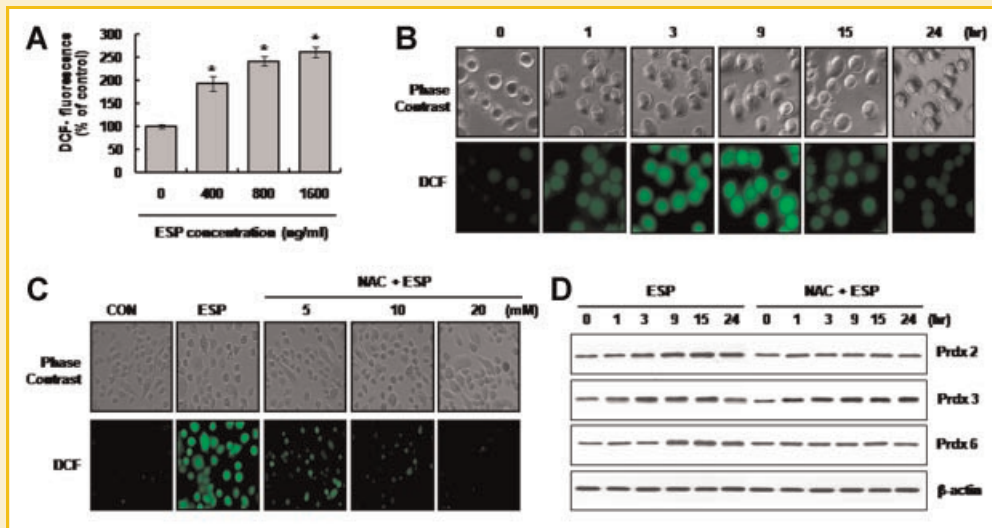 A
DCF- fluorescence
(% of control)
300
250
200
150
100
50
0
* * *
0 400 800 1600
ESP concentration (ug/ml)
B
0 1 3 9 15 24 (hr)
Phase
Contrast
DCF
C
NAC + ESP
CON ESP 5 10 20 (mM)
Phase
Contrast
DCF
D
ESP NAC + ESP
0 1 3 9 15 24 0 1 3 9 15 24 (hr)
Prdx 2
Prdx 3
Prdx 6
β-actin